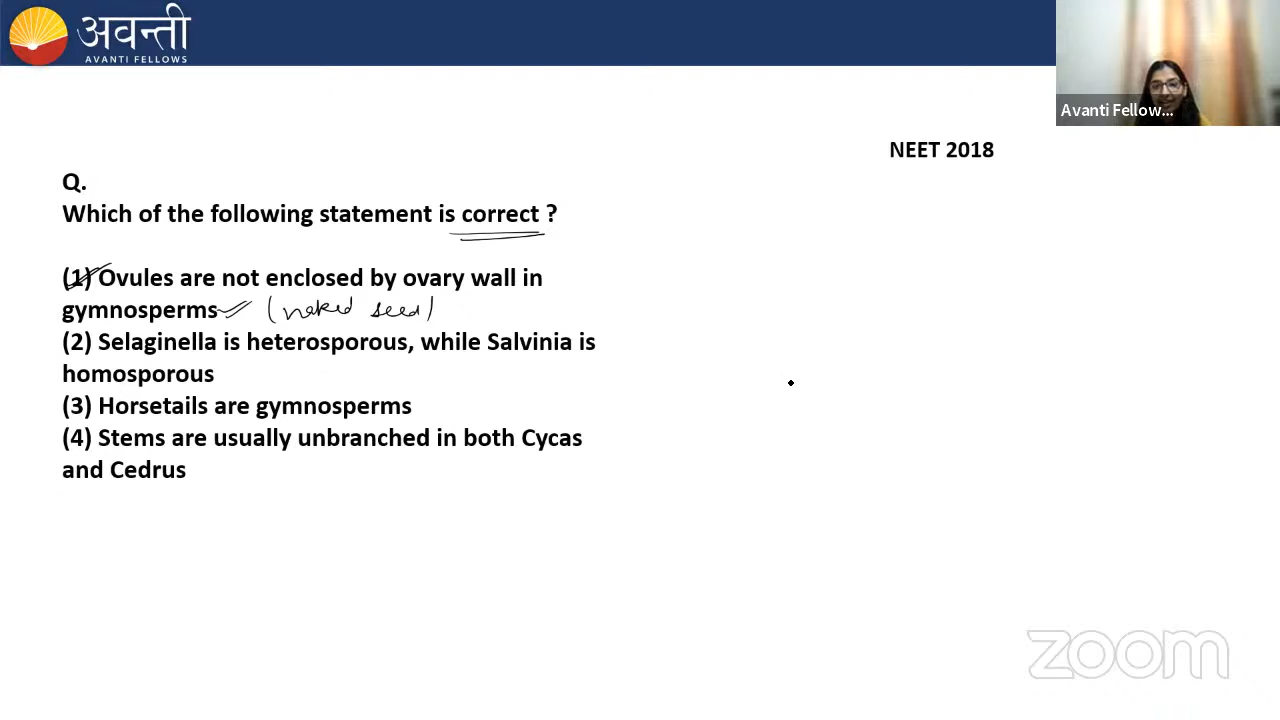 अवन्ती
AVANTI FELLOWS
Avanti Fellow...
NEET 2018
Q.
Which of the following statement is correct ?
(1) Ovules are not enclosed by ovary wall in
gymnosperms (naked seed)
(2) Selaginella is heterosporous, while Salvinia is
homosporous
(3) Horsetails are gymnosperms
(4) Stems are usually unbranched in both Cycas
and Cedrus
zoom